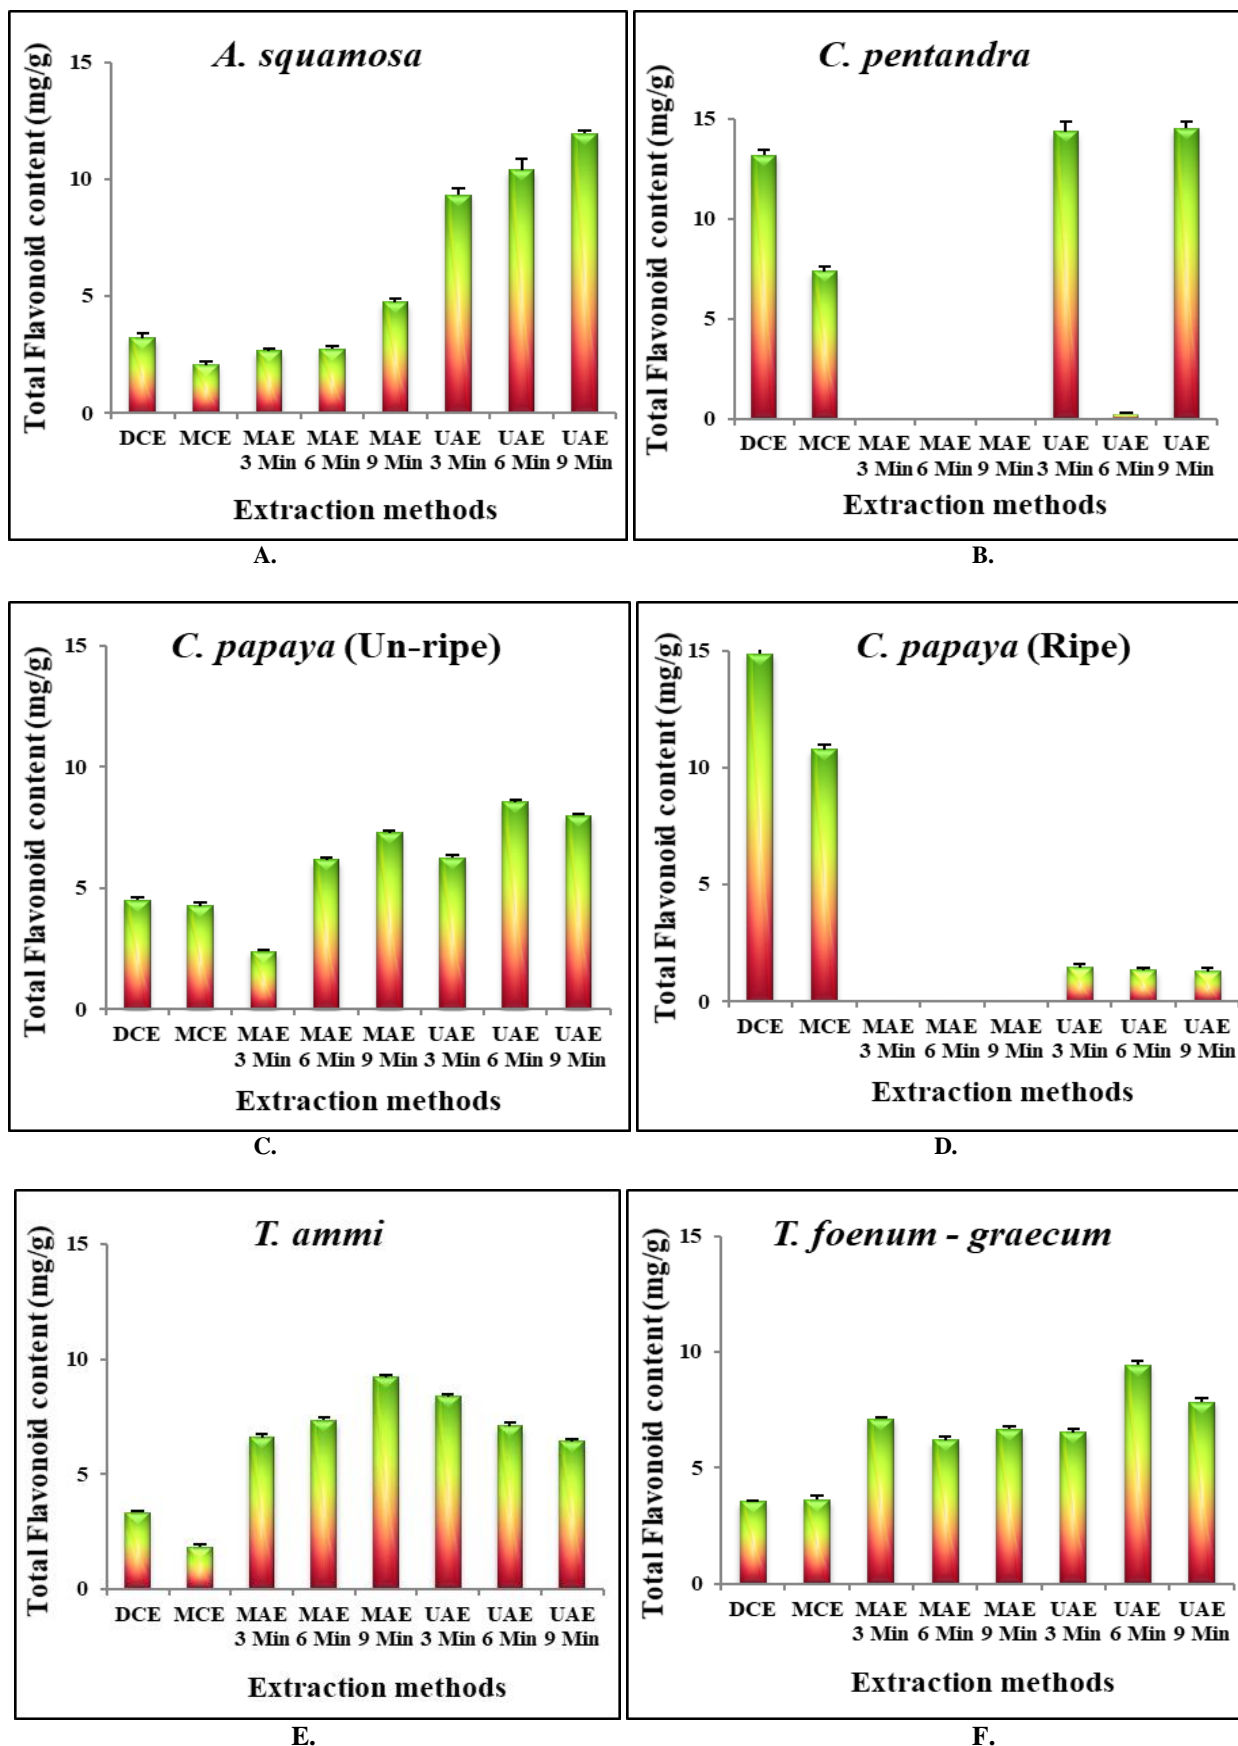 A. squamosa
Total Flavonoid content (mg/g)
15
10
5
0
DCE MCE MAE MAE MAE UAE UAE UAE
3 Min 6 Min 9 Min 3 Min 6 Min 9 Min
Extraction methods
A.
C. pentandra
Total Flavonoid content (mg/g)
15
10
5
0
DCE MCE MAE MAE MAE UAE UAE UAE
3 Min 6 Min 9 Min 3 Min 6 Min 9 Min
Extraction methods
B.
C. papaya (Un-ripe)
Total Flavonoid content (mg/g)
15
10
5
0
DCE MCE MAE MAE MAE UAE UAE UAE
3 Min 6 Min 9 Min 3 Min 6 Min 9 Min
Extraction methods
C.
C. papaya (Ripe)
Total Flavonoid content (mg/g)
15
10
5
0
DCE MCE MAE MAE MAE UAE UAE UAE
3 Min 6 Min 9 Min 3 Min 6 Min 9 Min
Extraction methods
D.
T. ammi
Total Flavonoid content (mg/g)
15
10
5
0
DCE MCE MAE MAE MAE UAE UAE UAE
3 Min 6 Min 9 Min 3 Min 6 Min 9 Min
Extraction methods
E.
T. foenum - graecum
Total Flavonoid content (mg/g)
15
10
5
0
DCE MCE MAE MAE MAE UAE UAE UAE
3 Min 6 Min 9 Min 3 Min 6 Min 9 Min
Extraction methods
F.